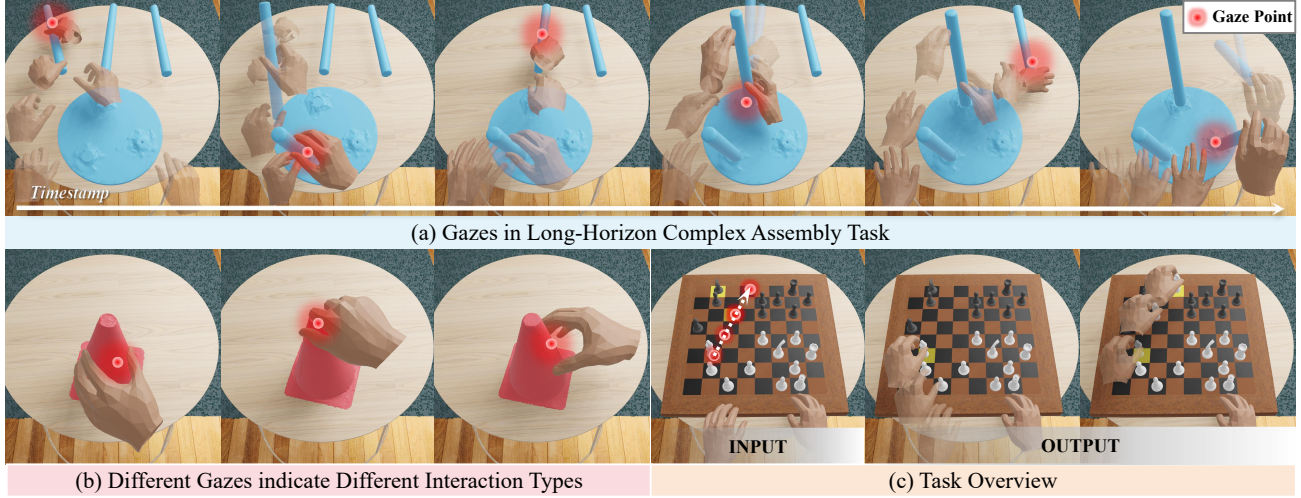 Gaze Point
Timestamp
(a) Gazes in Long-Horizon Complex Assembly Task
INPUT
OUTPUT
(b) Different Gazes indicate Different Interaction Types
(c) Task Overview